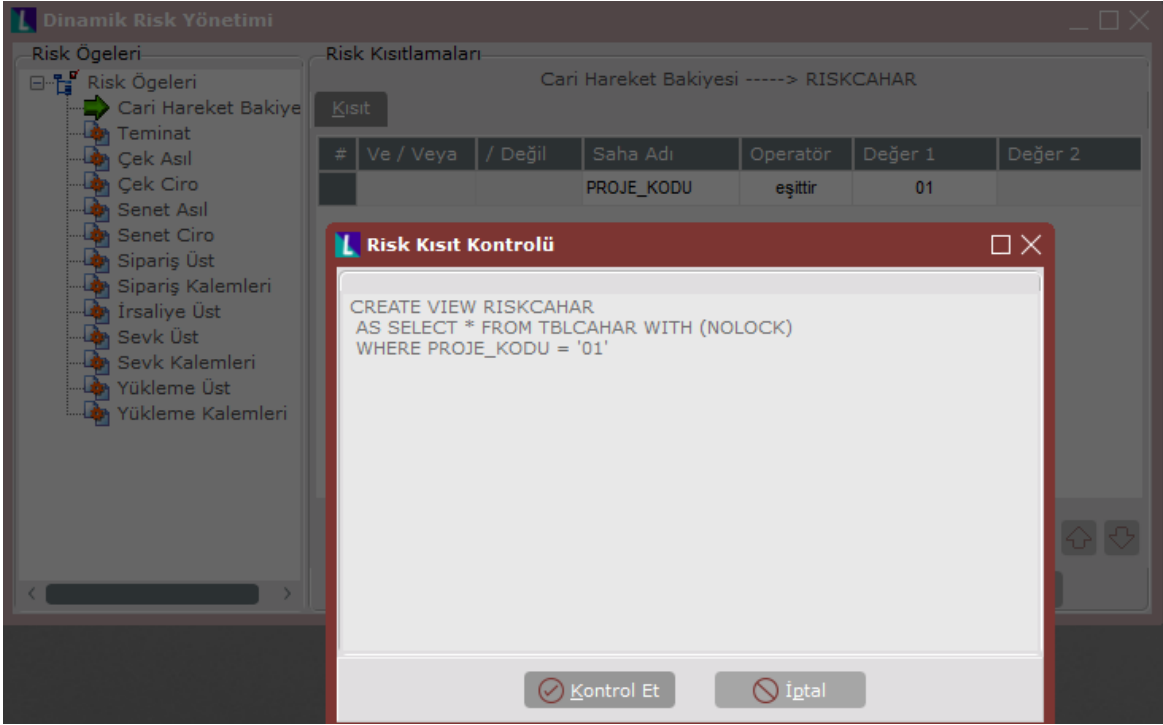 Dinamik Risk Yönetimi
Risk Ögeleri
Risk Ögeleri
Cari Hareket Bakiye
Teminat
Çek Asıl
Çek Ciro
Senet Asıl
Senet Ciro
Sipariş Üst
Sipariş Kalemleri
İrsaliye Üst
Sevk Üst
Sevk Kalemleri
Yükleme Üst
Yükleme Kalemleri
Risk Kısıtlamaları
Cari Hareket Bakiyesi -----> RISKCAHAR
Kısıt
# Ve / Veya / Değil Saha Adı Operatör Değer 1 Değer 2
PROJE_KODU eşittir 01
Risk Kısıt Kontrolü
CREATE VIEW RISKCAHAR
AS SELECT * FROM TBLCAHAR WITH (NOLOCK)
WHERE PROJE_KODU = '01'
Kontrol Et İptal